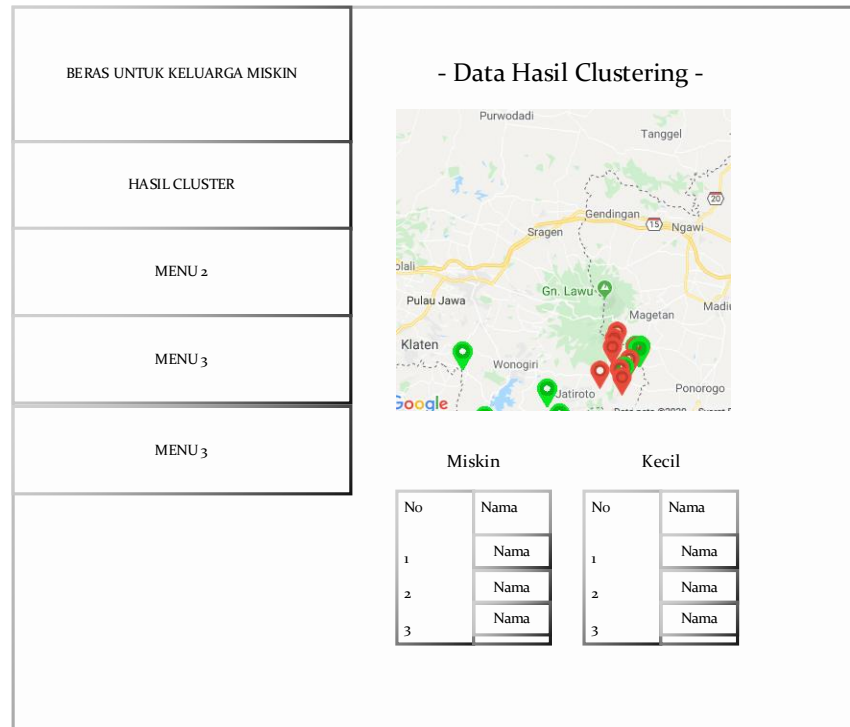 BERAS UNTUK KELUARGA MISKIN
HASIL CLUSTER
MENU 2
MENU 3
MENU 3
- Data Hasil Clustering -
Purwodadi
Tanggel
20
Gendingan
15
Ngawi
Sragen
olali
Gn. Lawu
Pulau Jawa
Madiu
Magetan
Klaten
Wonogiri
Jatiroto
Ponorogo
Google
Miskin
Kecil
No Nama
1 Nama
2 Nama
3 Nama
No Nama
1 Nama
2 Nama
3 Nama